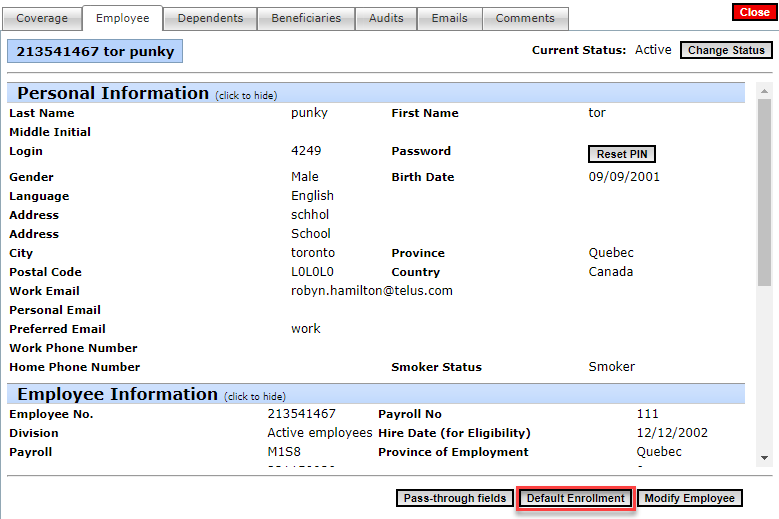 Coverage Employee Dependents Beneficiaries Audits Emails Comments Close
213541467 tor punky Current Status: Active Change Status
Personal Information (click to hide)
Last Name punky First Name tor
Middle Initial
Login 4249 Password Reset PIN
Gender Male Birth Date 09/09/2001
Language English
Address schhol
Address School
City toronto Province Quebec
Postal Code L0L0L0 Country Canada
Work Email robyn.hamilton@telus.com
Personal Email
Preferred Email work
Work Phone Number
Home Phone Number Smoker Status Smoker
Employee Information (click to hide)
Employee No. 213541467 Payroll No 111
Division Active employees Hire Date (for Eligibility) 12/12/2002
Payroll M1S8 Province of Employment Quebec
Pass-through fields Default Enrollment Modify Employee